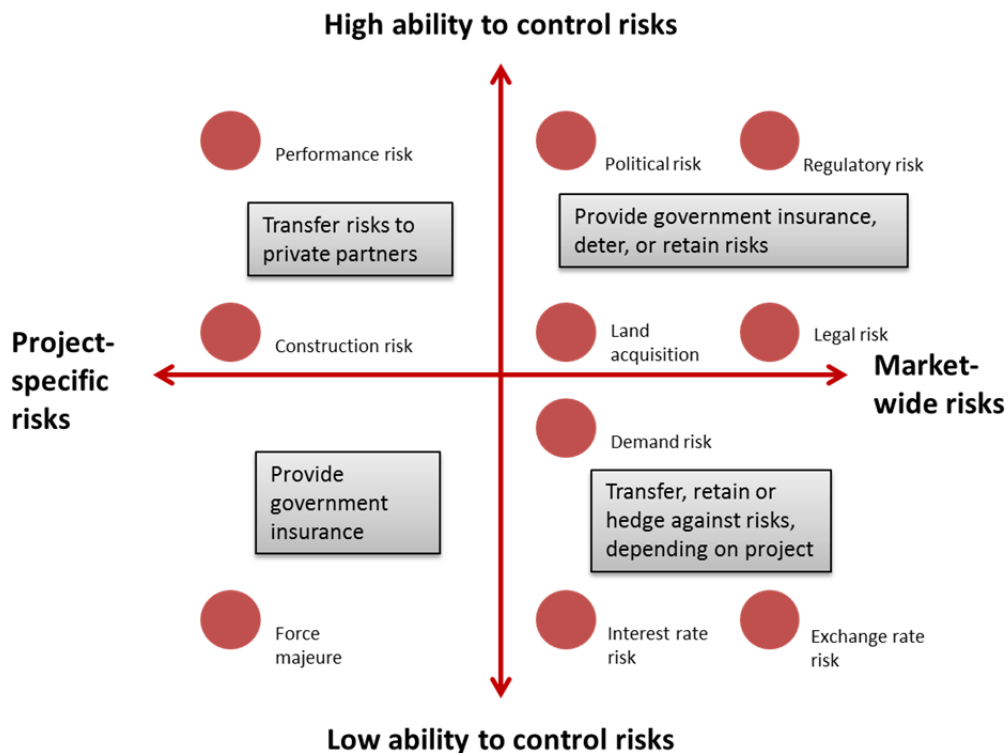 High ability to control risks
Performance risk
Political risk
Regulatory risk
Transfer risks to
private partners
Provide government insurance,
deter, or retain risks
Project-
specific
risks
Construction risk
Land
acquisition
Legal risk
Market-
wide risks
Demand risk
Provide
government
insurance
Transfer, retain or
hedge against risks,
depending on project
Force
majeure
Interest rate
risk
Exchange rate
risk
Low ability to control risks